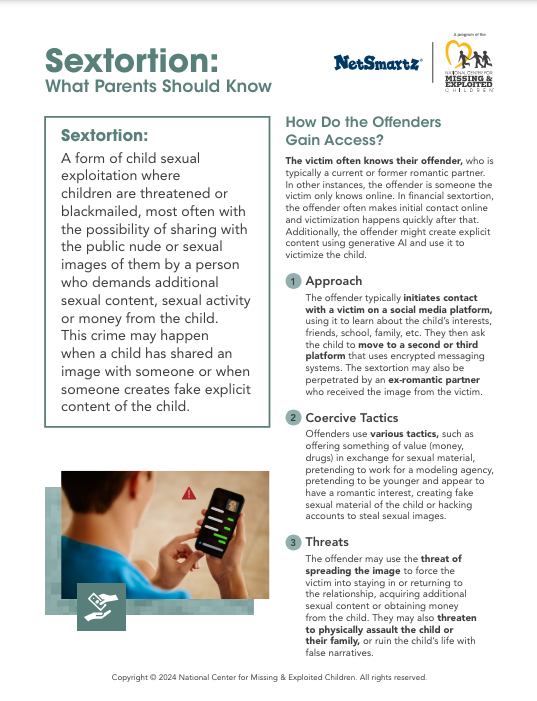 Sextortion:
What Parents Should Know
NetSmartz®
A program of the
NATIONAL CENTER FOR
MISSING &
EXPLOITED
CHILDREN®
Sextortion:
A form of child sexual
exploitation where
children are threatened or
blackmailed, most often with
the possibility of sharing with
the public nude or sexual
images of them by a person
who demands additional
sexual content, sexual activity
or money from the child.
This crime may happen
when a child has shared an
image with someone or when
someone creates fake explicit
content of the child.
How Do the Offenders
Gain Access?
The victim often knows their offender, who is
typically a current or former romantic partner.
In other instances, the offender is someone the
victim only knows online. In financial sextortion,
the offender often makes initial contact online
and victimization happens quickly after that.
Additionally, the offender might create explicit
content using generative AI and use it to
victimize the child.
1 Approach
The offender typically initiates contact
with a victim on a social media platform,
using it to learn about the child's interests,
friends, school, family, etc. They then ask
the child to move to a second or third
platform that uses encrypted messaging
systems. The sextortion may also be
perpetrated by an ex-romantic partner
who received the image from the victim.
2 Coercive Tactics
Offenders use various tactics, such as
offering something of value (money,
drugs) in exchange for sexual material,
pretending to work for a modeling agency,
pretending to be younger and appear to
have a romantic interest, creating fake
sexual material of the child or hacking
accounts to steal sexual images.
3 Threats
The offender may use the threat of
spreading the image to force the
victim into staying in or returning to
the relationship, acquiring additional
sexual content or obtaining money
from the child. They may also threaten
to physically assault the child or
their family, or ruin the child's life with
false narratives.
Copyright © 2024 National Center for Missing & Exploited Children. All rights reserved.